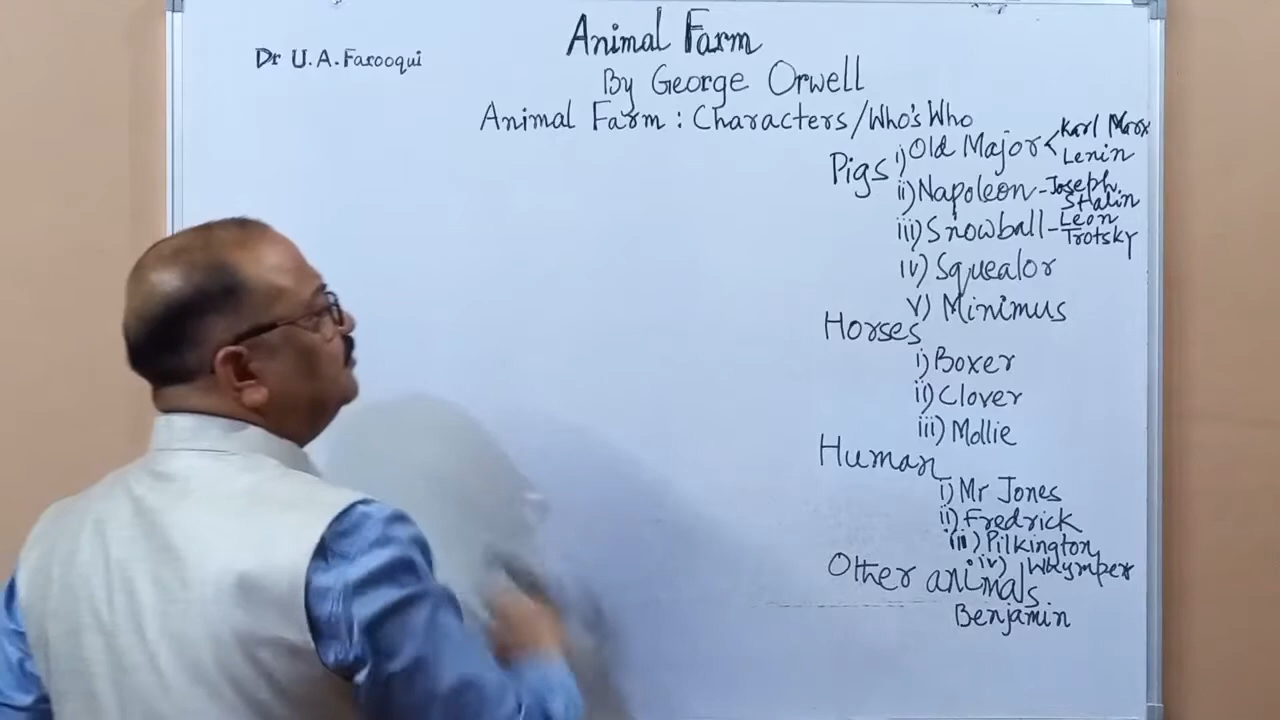 Animal Farm
Dr U.A. Farooqui
By George Orwell
Animal Farm : Characters/Who's Who
Pigs i) Old Major < Karl Marx
Lenin
ii) Napoleon - Joseph Stalin
iii) Snowball - Leon Trotsky
iv) Squealor
v) Minimus
Horses
i) Boxer
ii) Clover
iii) Mollie
Human
i) Mr Jones
ii) Fredrick
iii) Pilkington
iv) Whymper
Other animals
Benjamin